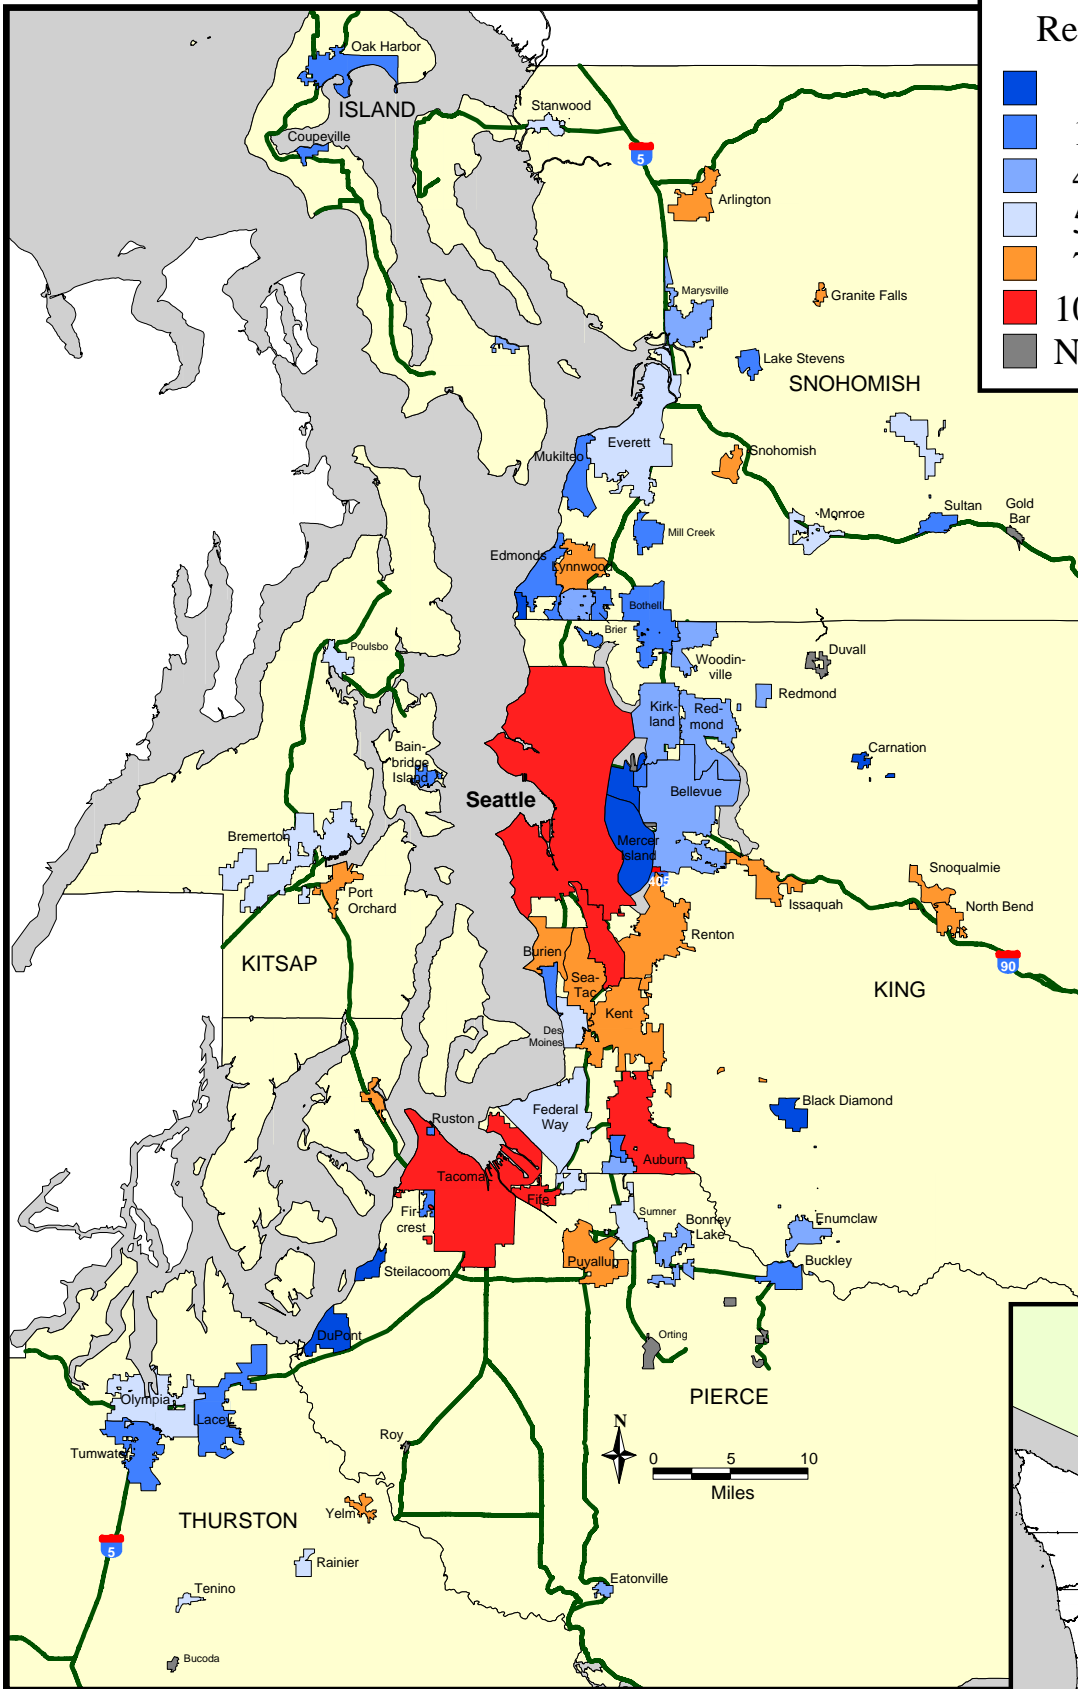 Re
10
N
Oak Harbor
ISLAND
Coupeville
Stanwood
5
Arlington
Marysville
Granite Falls
Lake Stevens
SNOHOMISH
Everett
Snohomish
Mukilteo
Monroe
Sultan
Gold
Bar
Mill Creek
Edmonds
Lynnwood
Bothell
Brier
Poulsbo
Woodin-
ville
Duvall
Redmond
Kirk-
land
Red-
mond
Bain-
bridge
Island
Carnation
Seattle
Bellevue
Bremerton
Mercer
Island
405
Snoqualmie
Port
Orchard
Issaquah
North Bend
Renton
Burien
KITSAP
Sea-
Tac
90
KING
Kent
Des
Moines
Black Diamond
Ruston
Federal
Way
Auburn
Tacoma
Fife
Fir-
crest
Sumner
Bonney
Lake
Enumclaw
Puyallup
Buckley
Steilacoom
DuPont
Orting
PIERCE
Olympia
Lacey
Roy
N
Tumwater
0 5 10
Miles
Yelm
THURSTON
5
Rainier
Tenino
Eatonville
Bucoda